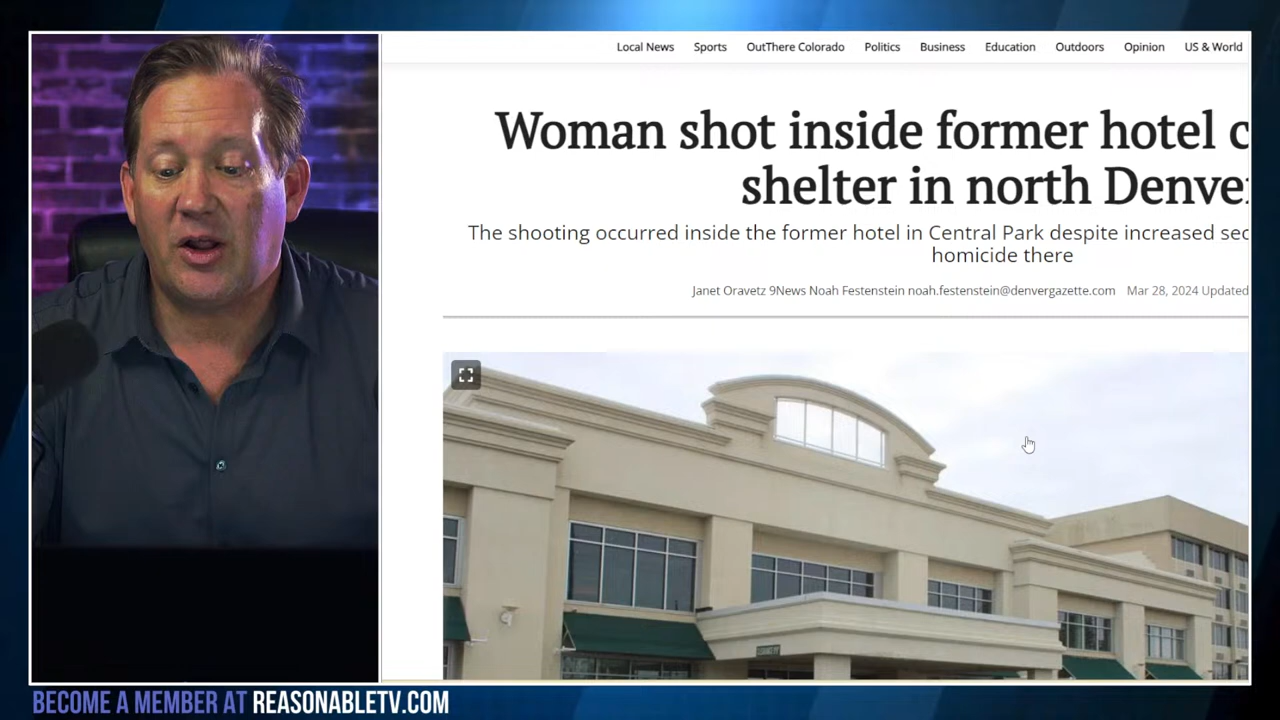 Local News Sports OutThere Colorado Politics Business Education Outdoors Opinion US & World
Woman shot inside former hotel c
shelter in north Denver
The shooting occurred inside the former hotel in Central Park despite increased sec
homicide there
Janet Oravetz 9News Noah Festenstein noah.festenstein@denvergazette.com Mar 28, 2024 Updated
BECOME A MEMBER AT REASONABLETV.COM